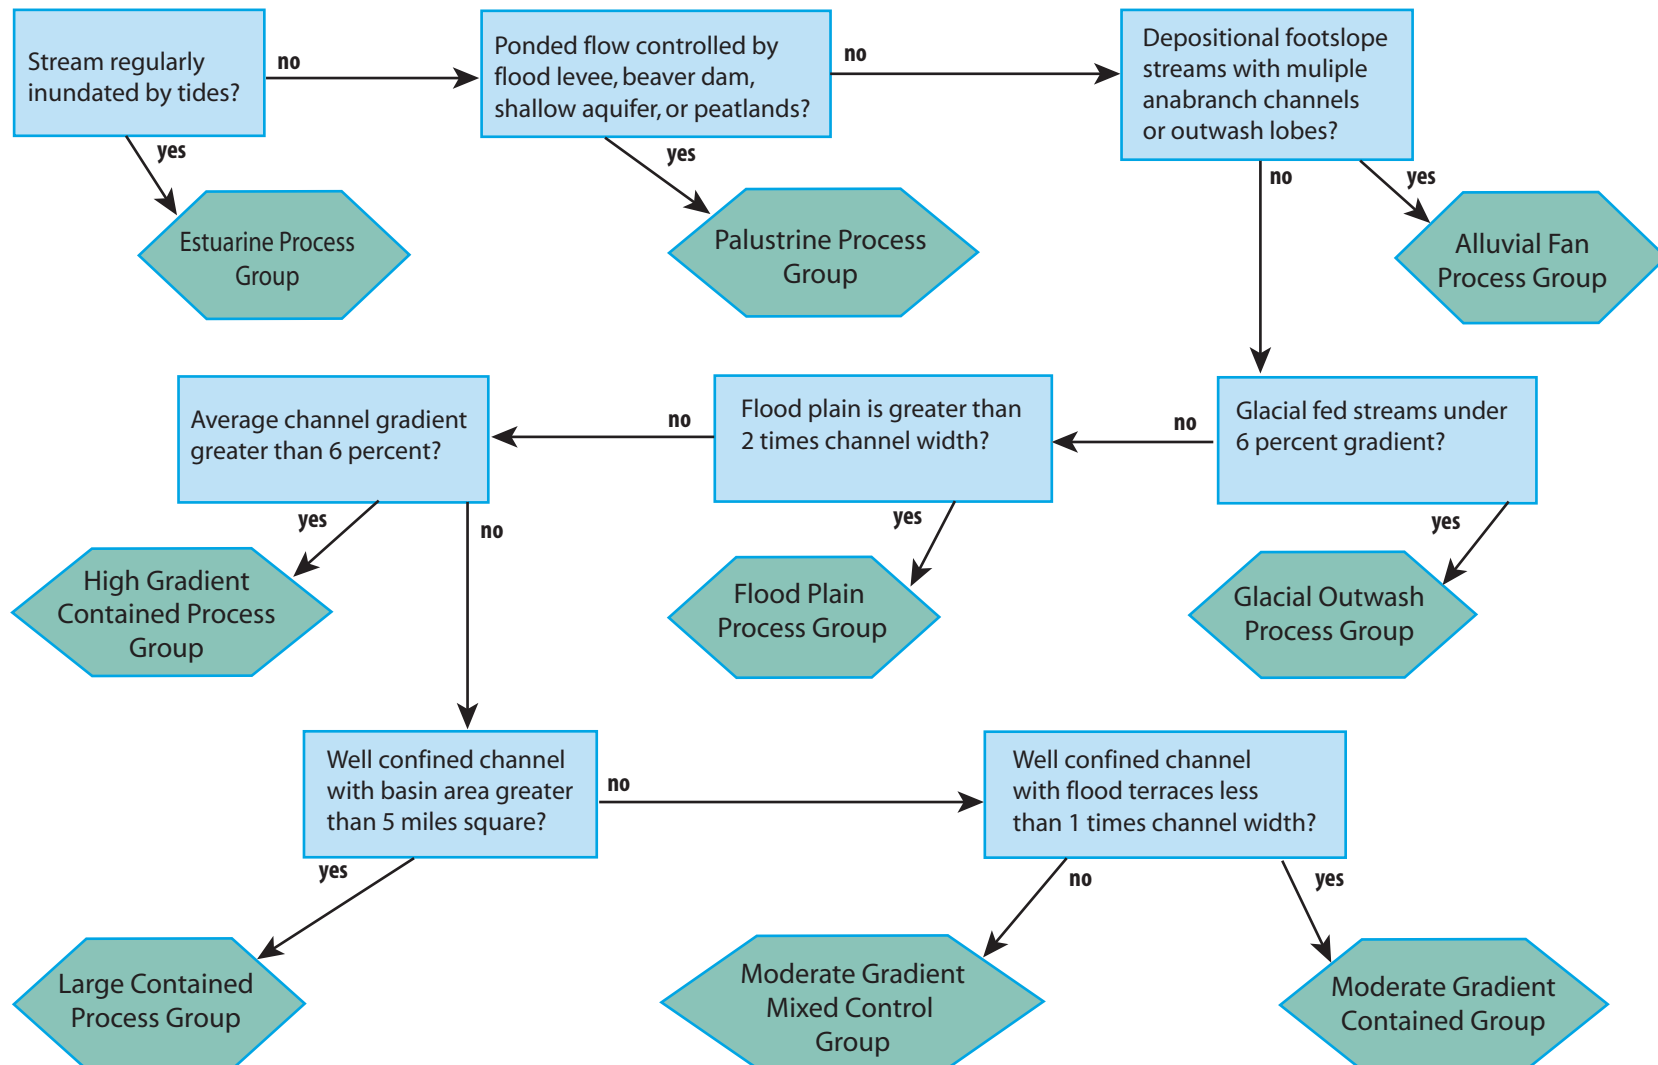 Stream regularly
inundated by tides?
no
yes
Estuarine Process
Group
Ponded flow controlled by
flood levee, beaver dam,
shallow aquifer, or peatlands?
no
yes
Palustrine Process
Group
Depositional footslope
streams with muliple
anabranch channels
or outwash lobes?
no
yes
Alluvial Fan
Process Group
Glacial fed streams under
6 percent gradient?
no
yes
Glacial Outwash
Process Group
Flood plain is greater than
2 times channel width?
no
yes
Flood Plain
Process Group
Average channel gradient
greater than 6 percent?
yes
no
High Gradient
Contained Process
Group
Well confined channel
with basin area greater
than 5 miles square?
no
yes
Large Contained
Process Group
Well confined channel
with flood terraces less
than 1 times channel width?
no
yes
Moderate Gradient
Mixed Control
Group
Moderate Gradient
Contained Group